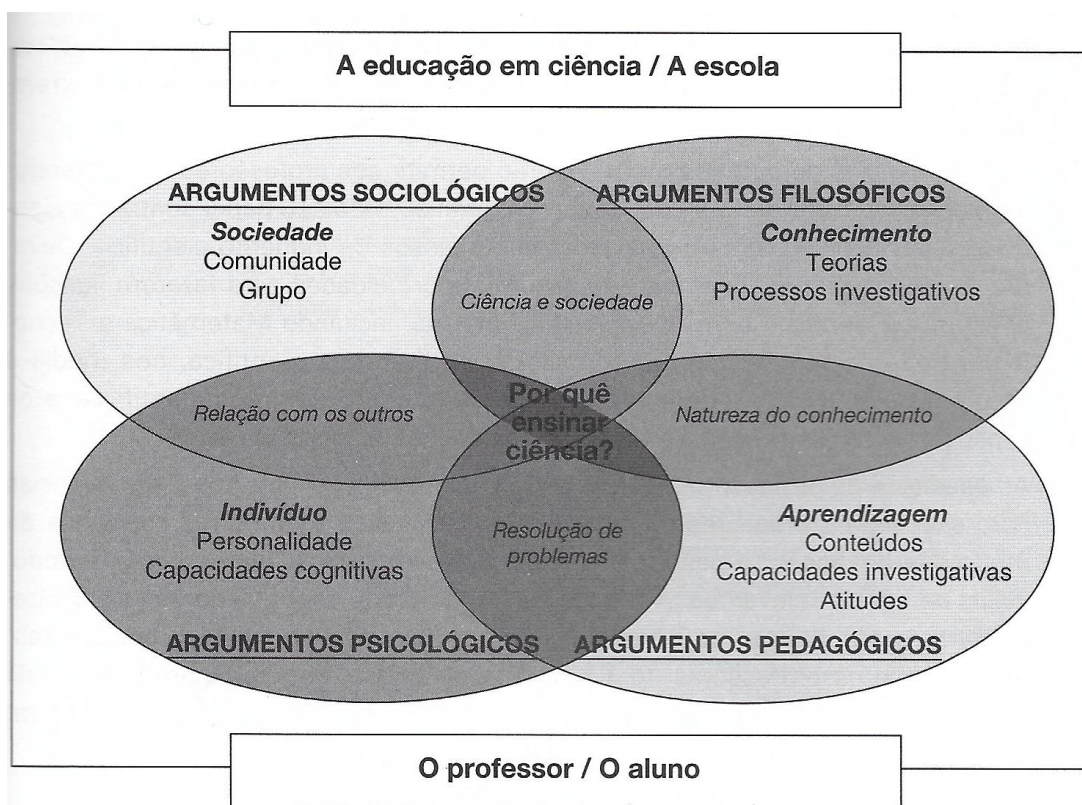 A educação em ciência / A escola
ARGUMENTOS SOCIOLÓGICOS
Sociedade
Comunidade
Grupo
ARGUMENTOS FILOSÓFICOS
Conhecimento
Teorias
Processos investigativos
Ciência e sociedade
Relação com os outros
Por quê
ensinar
ciência?
Natureza do conhecimento
Indivíduo
Personalidade
Capacidades cognitivas
ARGUMENTOS PSICOLÓGICOS
Resolução de
problemas
Aprendizagem
Conteúdos
Capacidades investigativas
Atitudes
ARGUMENTOS PEDAGÓGICOS
O professor / O aluno